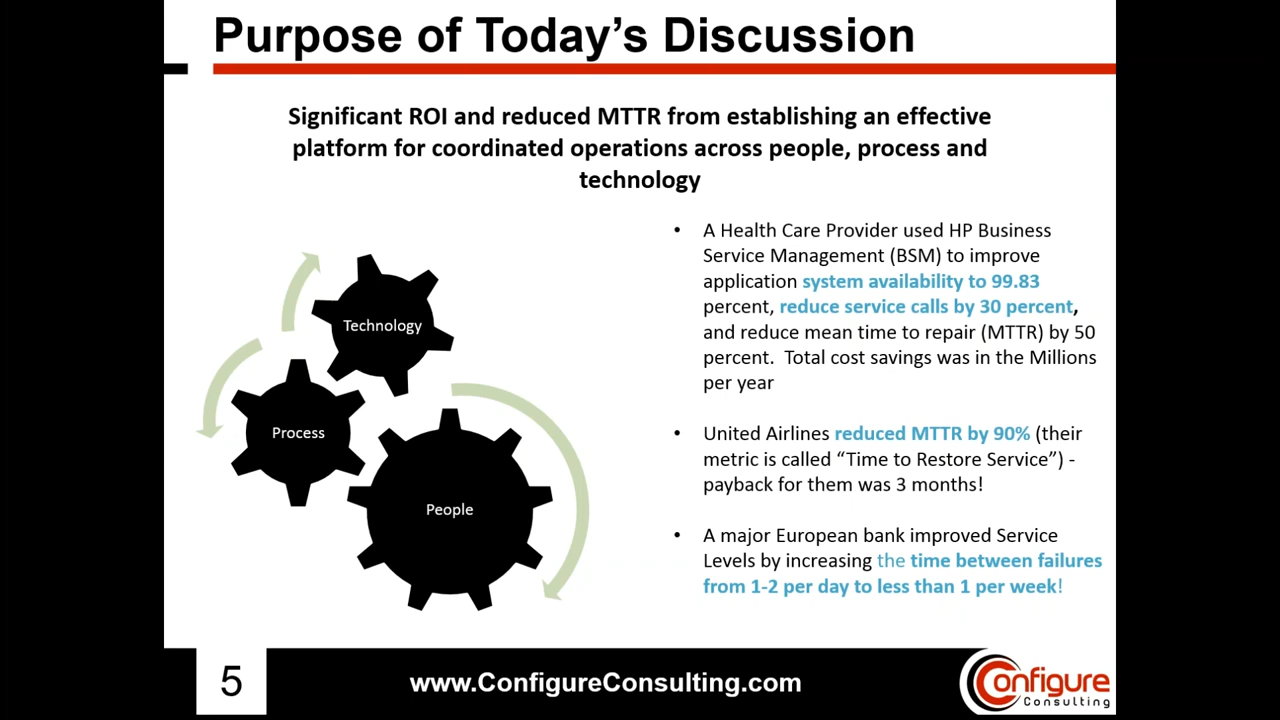 Purpose of Today’s Discussion
Significant ROI and reduced MTTR from establishing an effective
platform for coordinated operations across people, process and
technology
Technology
Process
People
• A Health Care Provider used HP Business
Service Management (BSM) to improve
application system availability to 99.83
percent, reduce service calls by 30 percent,
and reduce mean time to repair (MTTR) by 50
percent.  Total cost savings was in the Millions
per year
• United Airlines reduced MTTR by 90% (their
metric is called “Time to Restore Service”) -
payback for them was 3 months!
• A major European bank improved Service
Levels by increasing the time between failures
from 1-2 per day to less than 1 per week!
5
www.ConfigureConsulting.com
Configure
Consulting